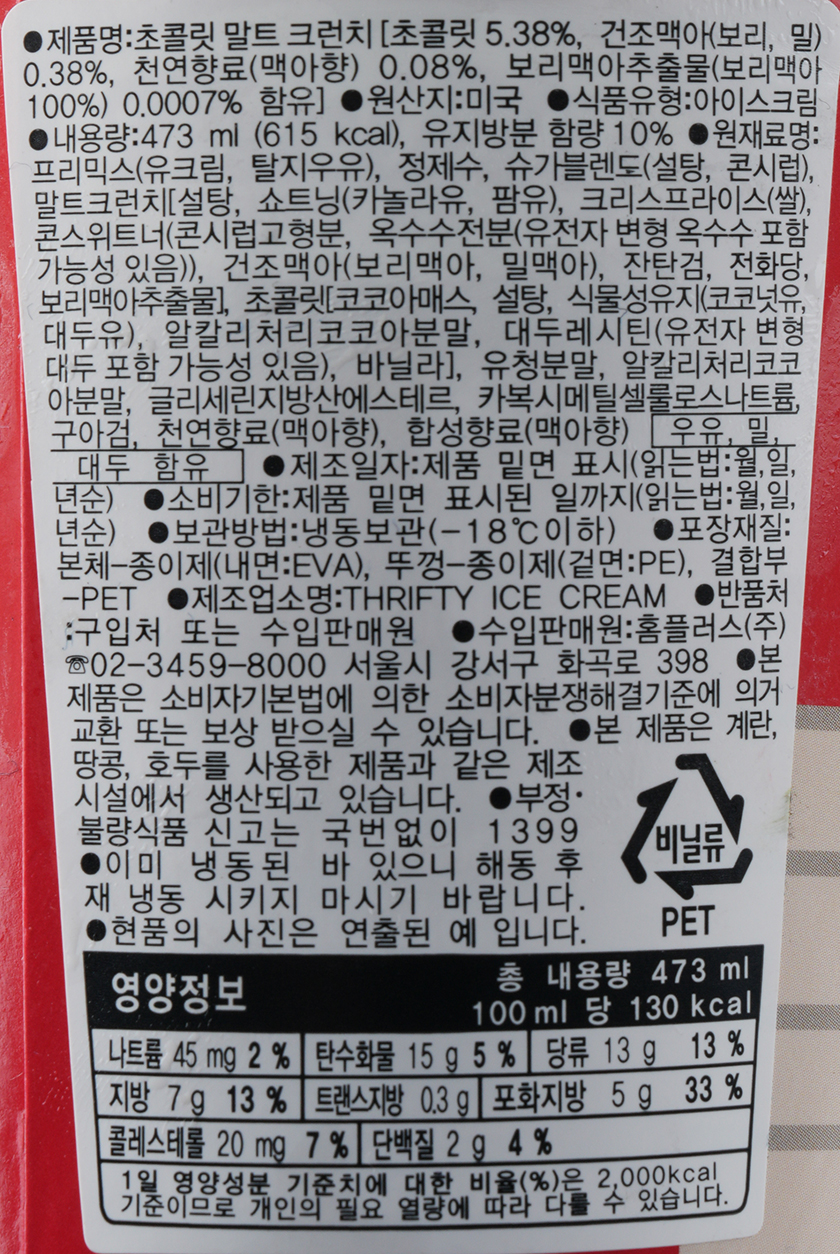 ●제품명:초콜릿 말트 크런치 [초콜릿 5.38%, 건조맥아(보리, 밀)
0.38%, 천연향료(맥아향) 0.08%, 보리맥아추출물(보리맥아
100%) 0.0007% 함유] ●원산지:미국 ●식품유형:아이스크림
●내용량:473 ml (615 kcal), 유지방분 함량 10% ●원재료명:
프리믹스(유크림, 탈지우유), 정제수, 슈가블렌드(설탕, 콘시럽),
말트크런치[설탕, 쇼트닝(카놀라유, 팜유), 크리스프라이스(쌀),
콘스위트너(콘시럽고형분, 옥수수전분(유전자 변형 옥수수 포함
가능성 있음)), 건조맥아(보리맥아, 밀맥아), 잔탄검, 전화당,
보리맥아추출물], 초콜릿[코코아매스, 설탕, 식물성유지(코코넛유,
대두유), 알칼리처리코코아분말, 대두레시틴(유전자 변형
대두 포함 가능성 있음), 바닐라], 유청분말, 알칼리처리코코
아분말, 글리세린지방산에스테르, 카복시메틸셀룰로스나트륨,
구아검, 천연향료(맥아향), 합성향료(맥아향) 우유, 밀,
대두 함유 ●제조일자:제품 밑면 표시(읽는법:월,일,
년순) ●소비기한:제품 밑면 표시된 일까지(읽는법:월,일,
년순) ●보관방법:냉동보관(-18℃이하) ●포장재질:
본체-종이제(내면:EVA), 뚜껑-종이제(겉면:PE), 결합부
-PET ●제조업소명:THRIFTY ICE CREAM ●반품처
:구입처 또는 수입판매원 ●수입판매원:홈플러스(주)
☎02-3459-8000 서울시 강서구 화곡로 398 ●본
제품은 소비자기본법에 의한 소비자분쟁해결기준에 의거
교환 또는 보상 받으실 수 있습니다. ●본 제품은 계란,
땅콩, 호두를 사용한 제품과 같은 제조
시설에서 생산되고 있습니다. ●부정·
불량식품 신고는 국번없이 1399
●이미 냉동된 바 있으니 해동 후
재 냉동 시키지 마시기 바랍니다.
●현품의 사진은 연출된 예 입니다.
비닐류
PET
영양정보
총 내용량 473 ml
100 ml 당 130 kcal
나트륨 45 mg 2 % 탄수화물 15 g 5 % 당류 13 g 13 %
지방 7 g 13 % 트랜스지방 0.3 g 포화지방 5 g 33 %
콜레스테롤 20 mg 7 % 단백질 2 g 4 %
1일 영양성분 기준치에 대한 비율(%)은 2,000kcal
기준이므로 개인의 필요 열량에 따라 다를 수 있습니다.